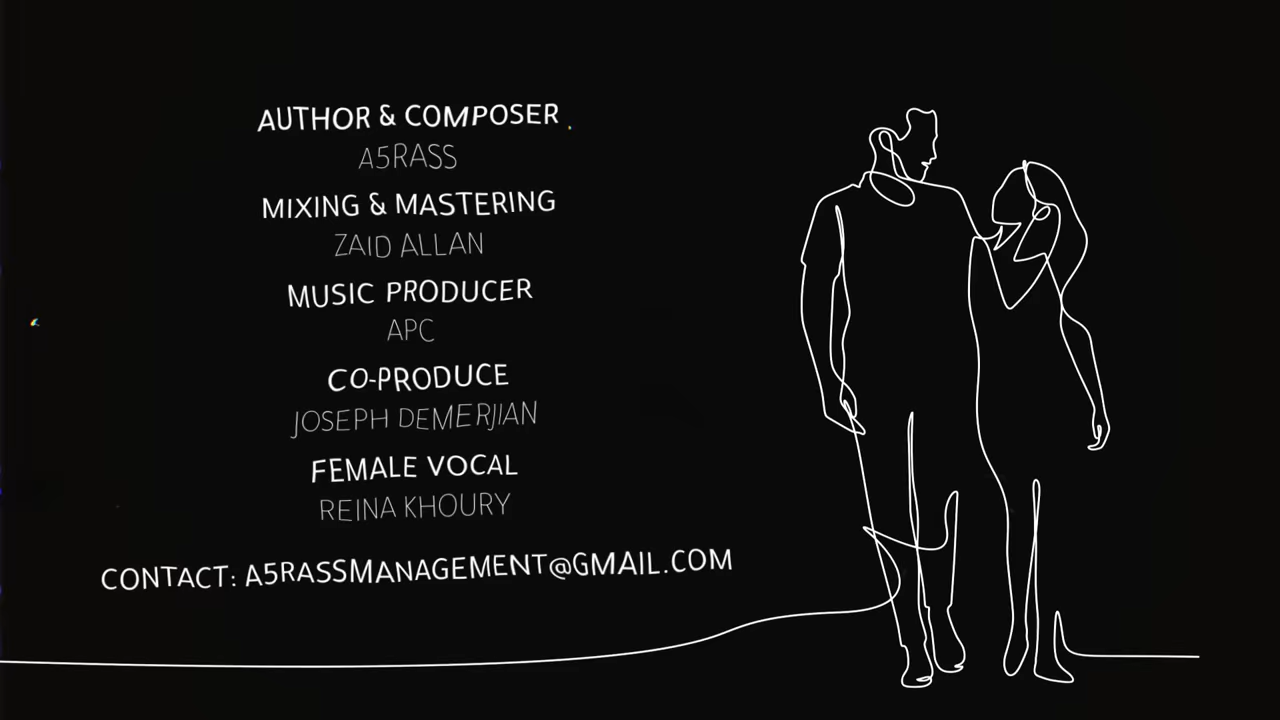 AUTHOR & COMPOSER
A5RASS
MIXING & MASTERING
ZAID ALLAN
MUSIC PRODUCER
APC
CO-PRODUCE
JOSEPH DEMERJIAN
FEMALE VOCAL
REINA KHOURY
CONTACT: A5RASSMANAGEMENT@GMAIL.COM